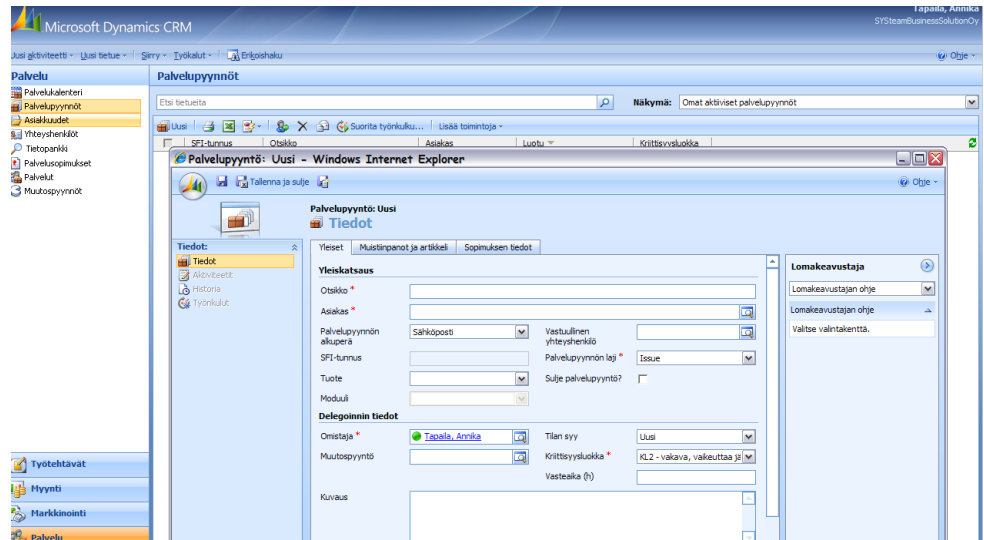 Tapaila, Annika
Microsoft Dynamics CRM
SYSteamBusinessSolutionOy
Uusi aktiviteetti Uusi tietue Siirry Työkalut Erikoishaku Ohje
Palvelu Palvelupyynnöt
Palvelukalenteri
Palvelupyynnöt Etsi tietueita Näkymä: Omat aktiiviset palvelupyynnöt
Asiakkuudet
Yhteyshenkilöt Uusi Suorita työnkulku... Lisää toimintoja
Tietopankki SFI-tunnus Otsikko Asiakas Luotu Kriittisyysluokka
Palvelusopimukset
Palvelut
Muutospyynnöt
Palvelupyyntö: Uusi - Windows Internet Explorer
Tallenna ja sulje Ohje
Palvelupyyntö: Uusi
Tiedot
Tiedot: Yleiset Muistiinpanot ja artikkeli Sopimuksen tiedot
Tiedot
Aktiviteetit
Historia
Työnkulut
Yleiskatsaus
Otsikko *
Asiakas *
Palvelupyynnön alkuperä Sähköposti Vastuullinen yhteyshenkilö
SFI-tunnus Palvelupyynnön laji * Issue
Tuote Sulje palvelupyyntö?
Moduuli
Delegoinnin tiedot
Omistaja * Tapaila, Annika Tilan syy Uusi
Muutospyyntö Kriittisyysluokka * KL2 - vakava, vaikeuttaa jä
Vasteaika (h)
Kuvaus
Lomakeavustaja
Lomakeavustajan ohje
Lomakeavustajan ohje
Valitse valintakenttä.
Työtehtävät
Myynti
Markkinointi
Palvelu